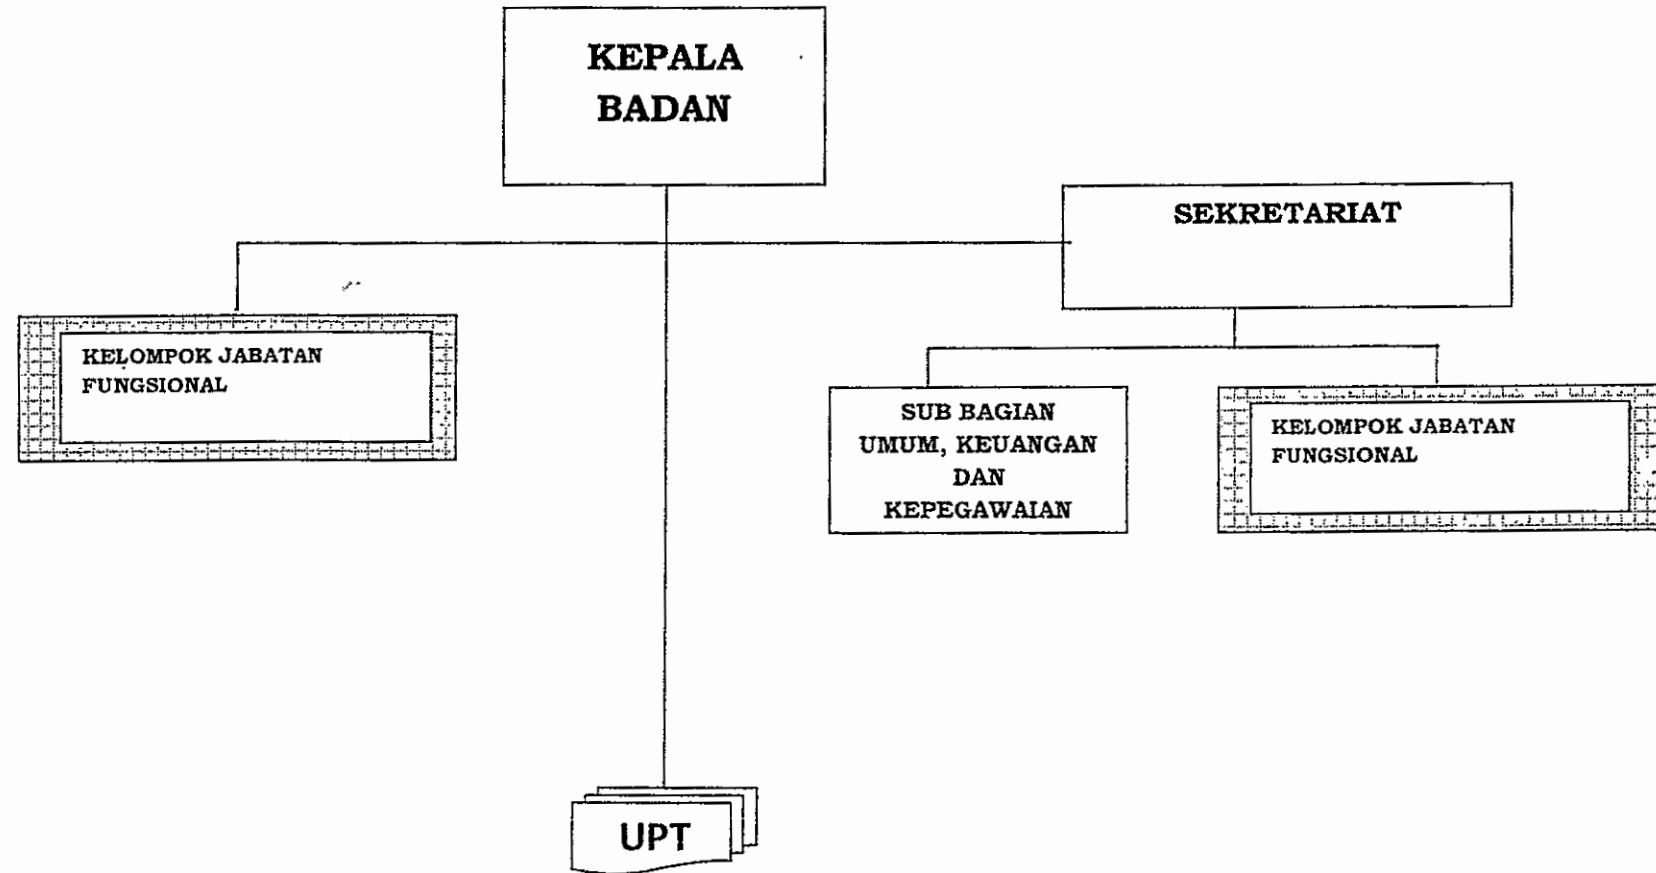 KEPALA
BADAN
SEKRETARIAT
KELOMPOK JABATAN
FUNGSIONAL
SUB BAGIAN
UMUM, KEUANGAN
DAN
KEPEGAWAIAN
KELOMPOK JABATAN
FUNGSIONAL
UPT